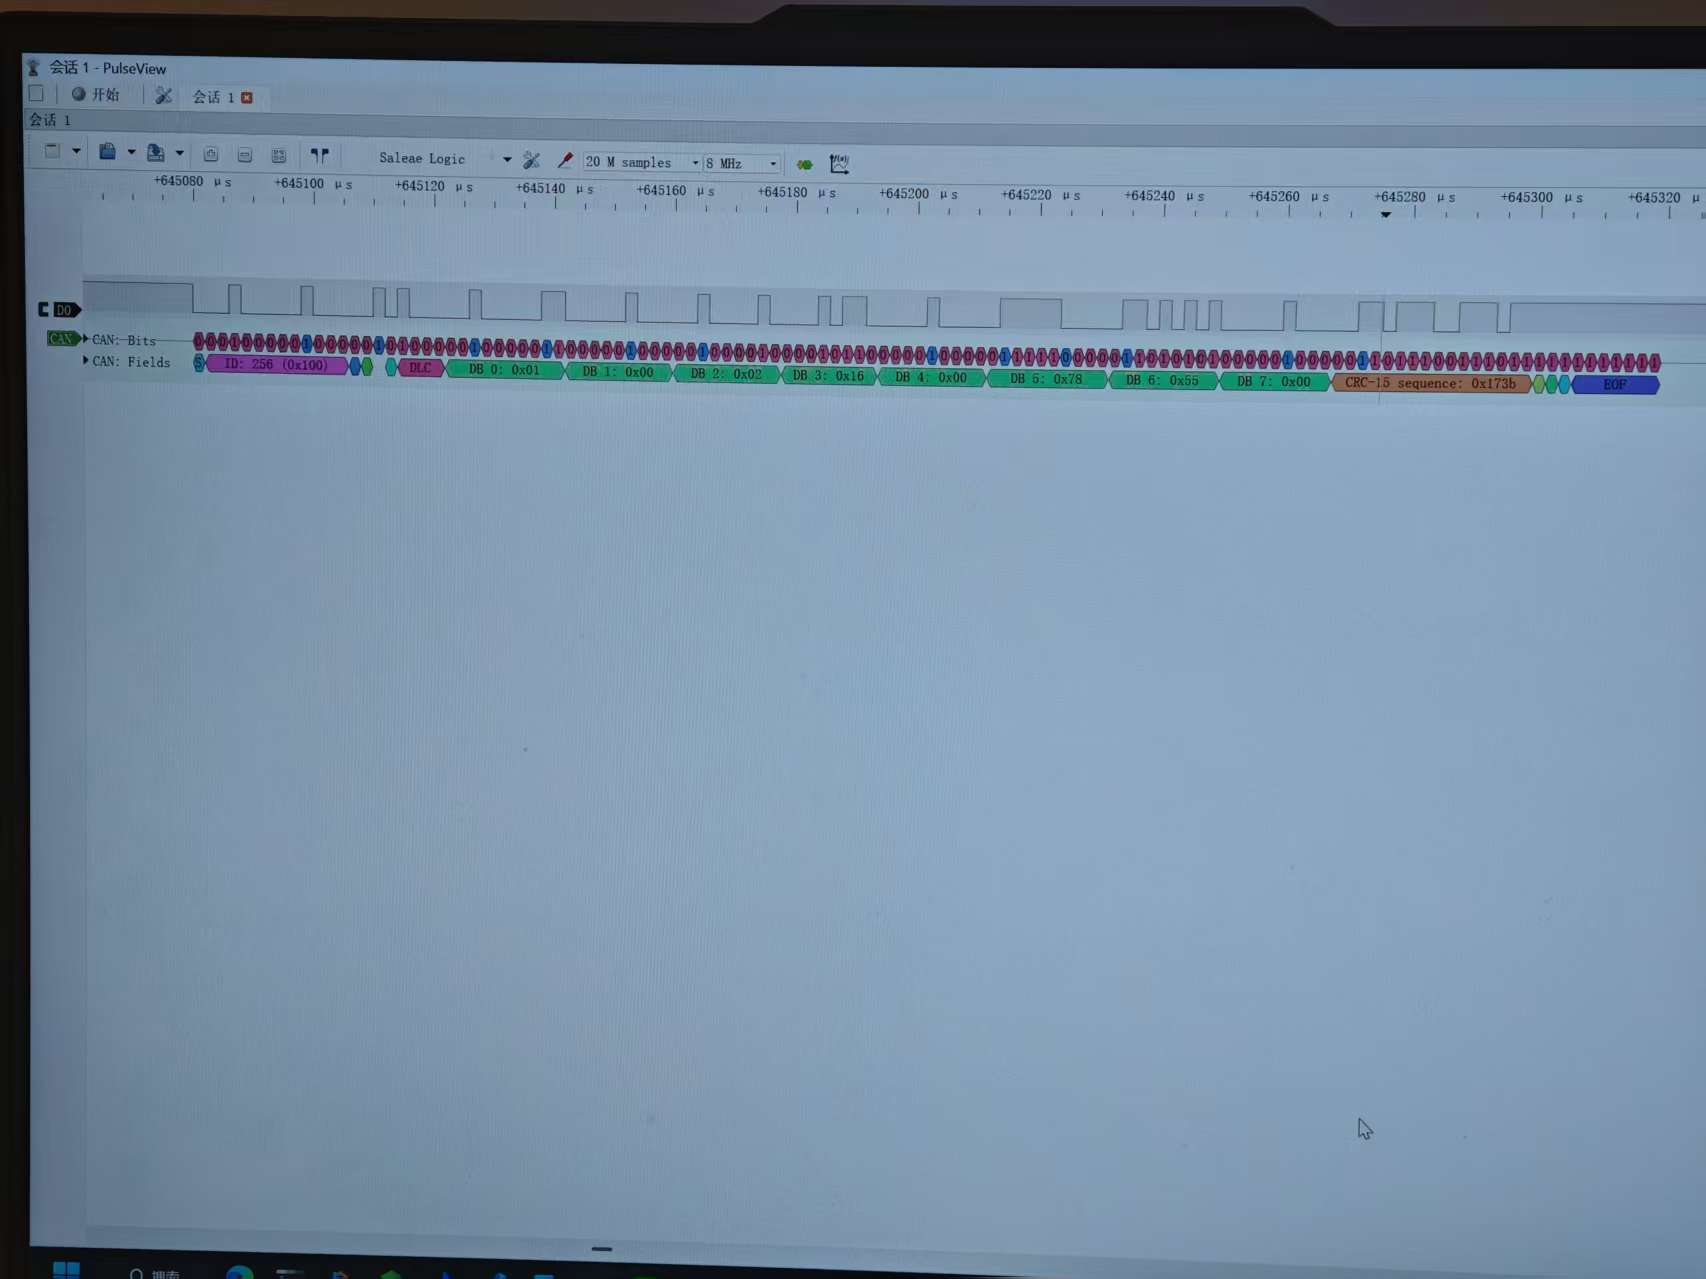 会话 1 - PulseView
开始
会话 1
会话 1
Saleae Logic
20 M samples
8 MHz
+645080 μs +645100 μs +645120 μs +645140 μs +645160 μs +645180 μs +645200 μs +645220 μs +645240 μs +645260 μs +645280 μs +645300 μs +645320 μ
D0
CAN
CAN: Bits
CAN: Fields
S ID: 256 (0x100) DLC DB 0: 0x01 DB 1: 0x00 DB 2: 0x02 DB 3: 0x16 DB 4: 0x00 DB 5: 0x78 DB 6: 0x55 DB 7: 0x00 CRC-15 sequence: 0x173b EOF
搜索